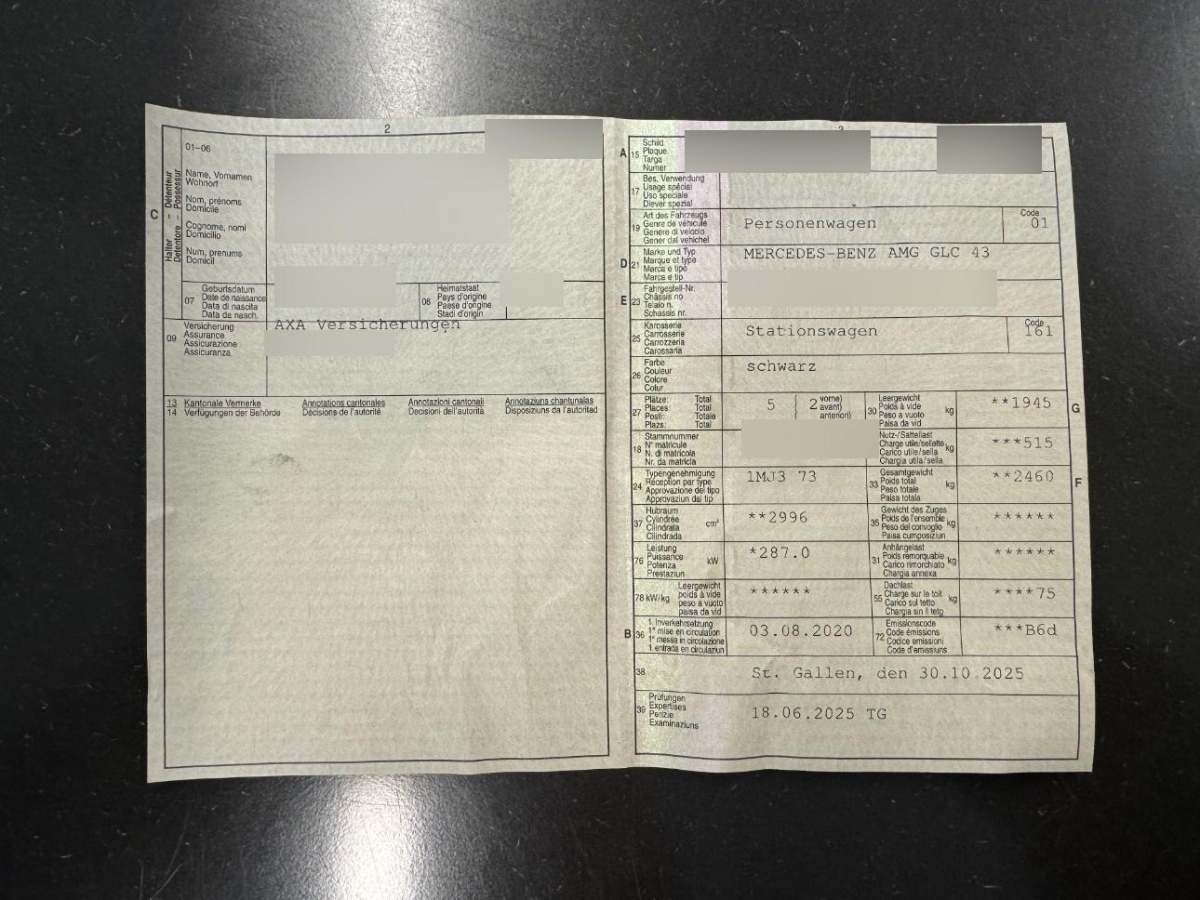 2
01-06
C
Halter - Détenteur
Detentore - Possessur
Name, Vornamen
Wohnort
Nom, prénoms
Domicile
Cognome, nomi
Domicilio
Num, prenums
Domicil
07
Geburtsdatum
Date de naissance
Data di nascita
Data da nasch.
08
Heimatstaat
Pays d'origine
Paese d'origine
Stadi d'origin
09
Versicherung
Assurance
Assicurazione
Assicuranza
AXA Versicherungen
13 Kantonale Vermerke Annotations cantonales Annotazioni cantonali Annotaziuns chantunalas
14 Verfügungen der Behörde Décisions de l'autorité Decisioni dell'autorità Disposiziuns da l'autoritad
A 15
Schild
Plaque
Targa
Numer
17
Bes. Verwendung
Usage spécial
Uso speciale
Diever spezial
19
Art des Fahrzeugs
Genre de véhicule
Genere di veicolo
Gener dal vehichel
Personenwagen
Code
01
D 21
Marke und Typ
Marque et type
Marca e tipo
Marca e tip
MERCEDES-BENZ AMG GLC 43
E 23
Fahrgestell-Nr.
Châssis no
Telaio n.
Schassis nr.
25
Karosserie
Carrosserie
Carrozzeria
Carossaria
Stationswagen
Code
161
26
Farbe
Couleur
Colore
Colur
schwarz
27
Plätze: Total
Places: Total
Posti: Totale
Plazs: Total
5
2
vorne)
avant)
anteriori)
30
Leergewicht
Poids à vide
Peso a vuoto
Paisa da vid
kg
**1945
G
18
Stammnummer
N° matricule
N. di matricola
Nr. da matricla
Nutz-/Sattellast
Charge utile/sellette
Carico utile/sella
Chargia utila/sella
kg
***515
24
Typengenehmigung
Réception par type
Approvazione del tipo
Approvaziun dal tip
1MJ3 73
33
Gesamtgewicht
Poids total
Peso totale
Paisa totala
kg
**2460
F
37
Hubraum
Cylindrée
Cilindrata
Cilindrada
cm³
**2996
35
Gewicht des Zuges
Poids de l'ensemble
Peso del convoglio
Paisa cumposiziun
kg
******
76
Leistung
Puissance
Potenza
Prestaziun
kW
*287.0
31
Anhängelast
Poids remorquable
Carico rimorchiato
Chargia annexa
kg
******
78 kW/kg
Leergewicht
poids à vide
peso a vuoto
paisa da vid
******
55
Dachlast
Charge sur le toit
Carico sul tetto
Chargia sin il tetg
kg
****75
B 36
1. Inverkehrsetzung
1re mise en circulation
1a messa in circolazione
1. entrada en circulaziun
03.08.2020
72
Emissionscode
Code émissions
Codice emissioni
Code d'emissiuns
***B6d
38
St. Gallen, den 30.10.2025
39
Prüfungen
Expertises
Perizie
Examinaziuns
18.06.2025 TG